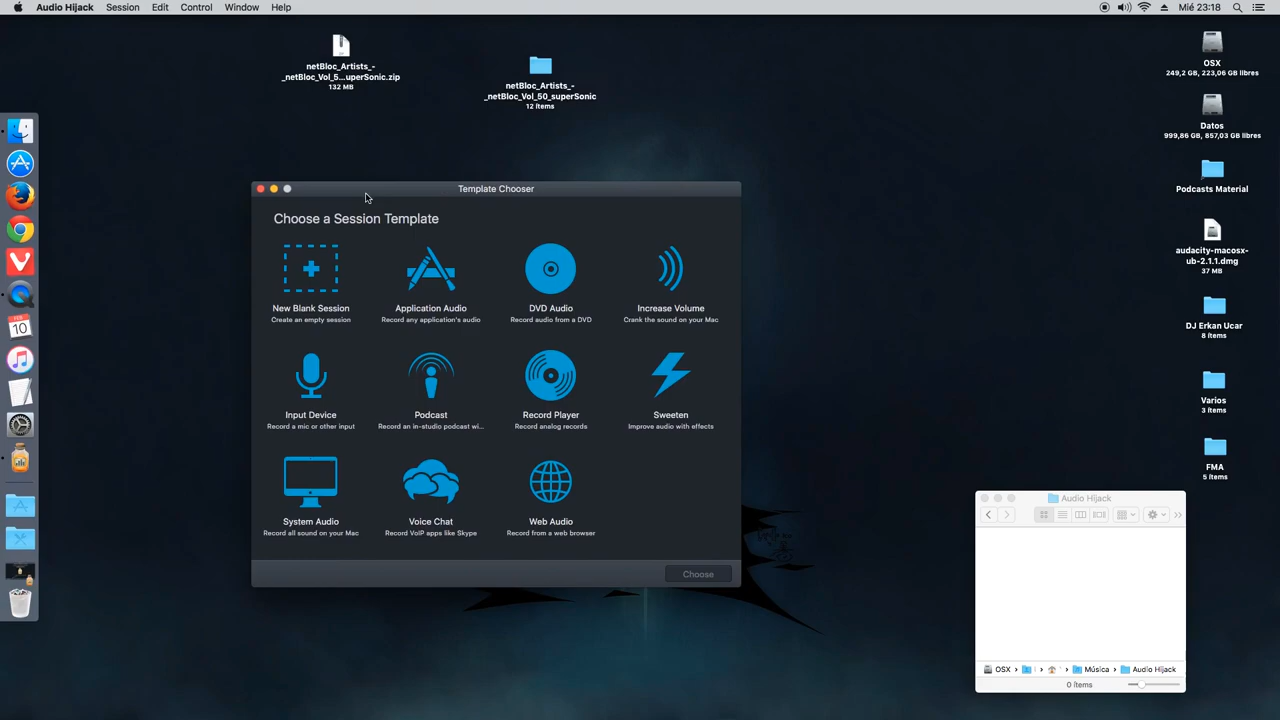 Audio Hijack Session Edit Control Window Help
Mié 23:18
netBloc_Artists_-
_netBloc_Vol_5...uperSonic.zip
132 MB
netBloc_Artists_-
_netBloc_Vol_50_superSonic
12 ítems
OSX
249,2 GB, 223,06 GB libres
Datos
999,86 GB, 857,03 GB libres
Podcasts Material
audacity-macosx-
ub-2.1.1.dmg
37 MB
DJ Erkan Ucar
8 ítems
Varios
3 ítems
FMA
5 ítems
FEB
10
Template Chooser
Choose a Session Template
New Blank Session
Create an empty session
Application Audio
Record any application's audio
DVD Audio
Record audio from a DVD
Increase Volume
Crank the sound on your Mac
Input Device
Record a mic or other input
Podcast
Record an in-studio podcast wi...
Record Player
Record analog records
Sweeten
Improve audio with effects
System Audio
Record all sound on your Mac
Voice Chat
Record VoIP apps like Skype
Web Audio
Record from a web browser
Choose
Audio Hijack
OSX › › › Música › Audio Hijack
0 ítems